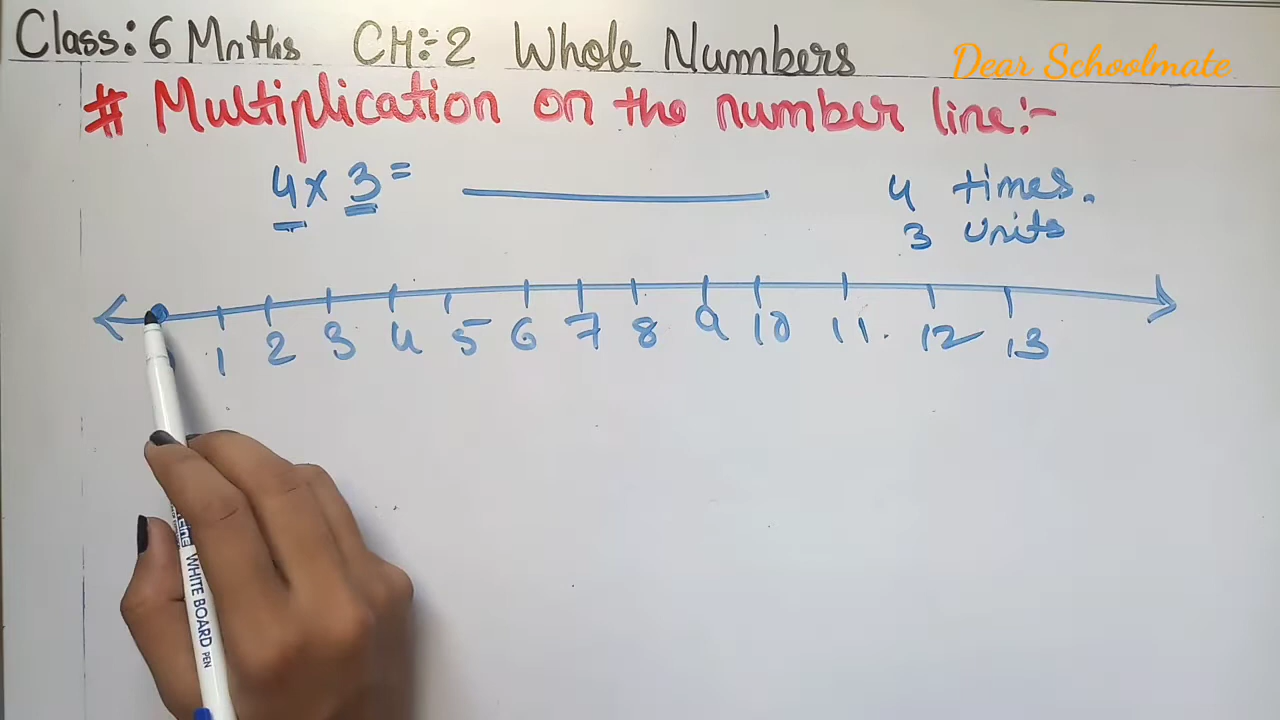 Class: 6 Maths CH:-2 Whole Numbers
Dear Schoolmate
# Multiplication on the number line:-
4 x 3 =
4 times.
3 units
1 2 3 4 5 6 7 8 9 10 11. 12 13
WHITE BOARD PEN